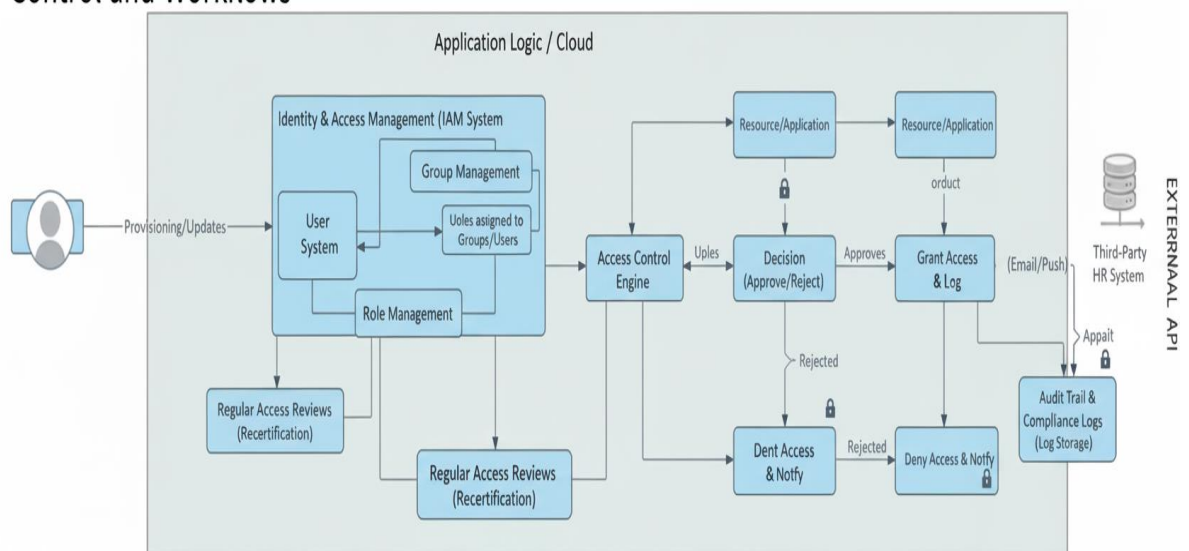 Control and Workflows
Application Logic / Cloud
Identity & Access Management (IAM System
Group Management
User
System
Uoles assigned to
Groups/Users
Role Management
Provisioning/Updates
Regular Access Reviews
(Recertification)
Regular Access Reviews
(Recertification)
Access Control
Engine
Uples
Resource/Application
Resource/Application
orduct
Decision
(Approve/Reject)
Approves
Grant Access
& Log
(Email/Push)
Third-Party
HR System
EXTERRNAAL API
Appait
Rejected
Audit Trail &
Compliance Logs
(Log Storage)
Dent Access
& Notfy
Rejected
Deny Access & Notfy